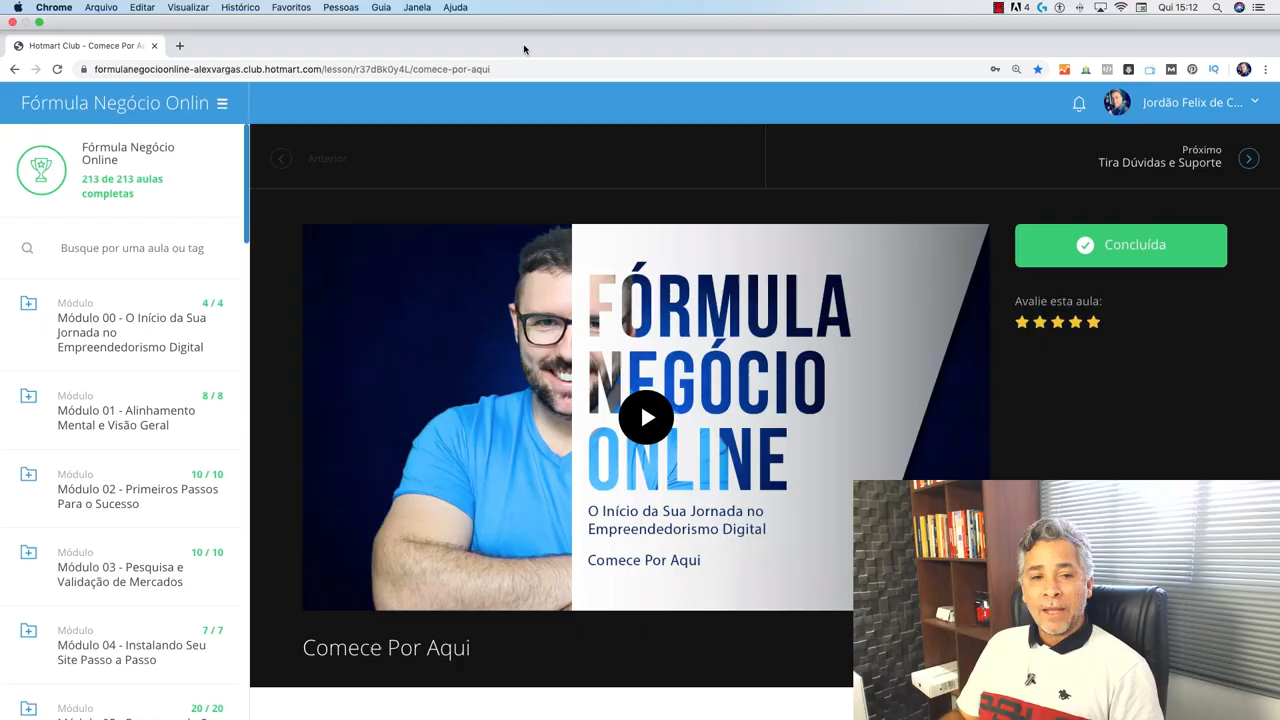 Chrome Arquivo Editar Visualizar Histórico Favoritos Pessoas Guia Janela Ajuda
4 Qui 15:12
Hotmart Club - Comece Por A
formulanegocioonline-alexvargas.club.hotmart.com/lesson/r37dBk0y4L/comece-por-aqui
Fórmula Negócio Onlin
Jordão Felix de C...
Fórmula Negócio
Online
213 de 213 aulas
completas
Anterior
Próximo
Tira Dúvidas e Suporte
Busque por uma aula ou tag
Concluída
Avalie esta aula:
Módulo 4 / 4
Módulo 00 - O Início da Sua
Jornada no
Empreendedorismo Digital
Módulo 8 / 8
Módulo 01 - Alinhamento
Mental e Visão Geral
Módulo 10 / 10
Módulo 02 - Primeiros Passos
Para o Sucesso
Módulo 10 / 10
Módulo 03 - Pesquisa e
Validação de Mercados
Módulo 7 / 7
Módulo 04 - Instalando Seu
Site Passo a Passo
Módulo 20 / 20
FÓRMULA
NEGÓCIO
ONLINE
O Início da Sua Jornada no
Empreendedorismo Digital
Comece Por Aqui
Comece Por Aqui